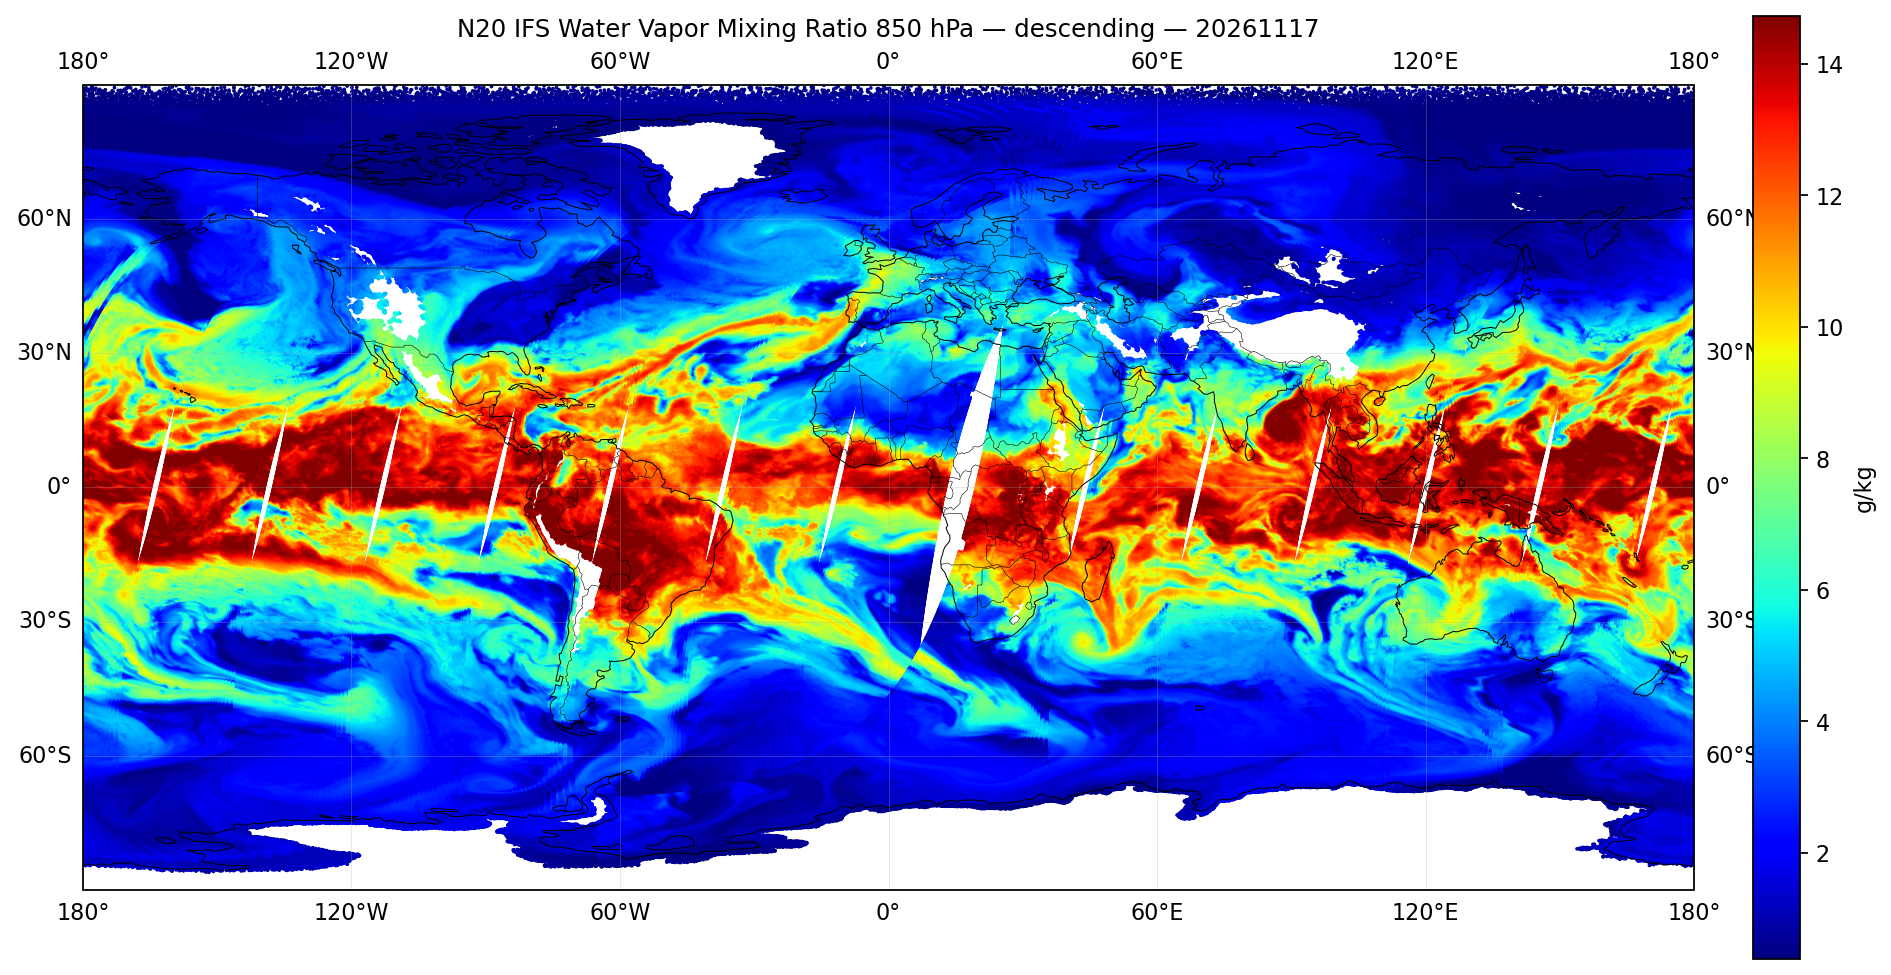 N20 IFS Water Vapor Mixing Ratio 850 hPa — descending — 20261117
180° 120°W 60°W 0° 60°E 120°E 180°
60°N 60°N
30°N 30°N
0° 0°
30°S 30°S
60°S 60°S
180° 120°W 60°W 0° 60°E 120°E 180°
14
12
10
8
6
4
2
g/kg